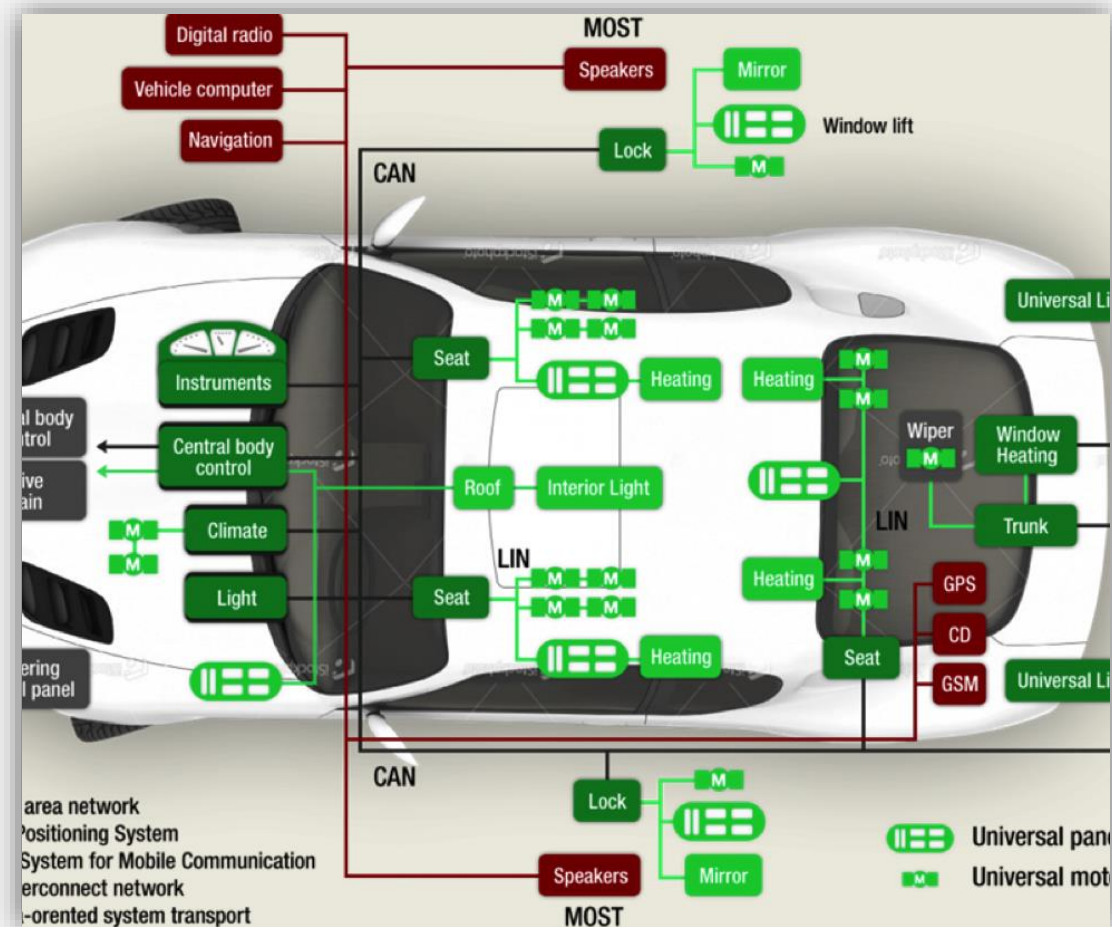 Digital radio
MOST
Speakers
Mirror
Vehicle computer
Window lift
Navigation
Lock
M
CAN
iStockphoto
Universal Li
M M
M M
Seat
M
Instruments
Heating
Heating
M
al body
ntrol
Central body
control
Wiper
M
Window
Heating
ive
ain
Roof
Interior Light
M
Climate
LIN
LIN
Trunk
M
M M
M
Heating
GPS
Light
Seat
M M
M
CD
ering
l panel
Heating
Seat
GSM
Universal Li
CAN
M
Lock
area network
Positioning System
System for Mobile Communication
erconnect network
-orented system transport
Universal pane
M Universal mot
Speakers
Mirror
MOST